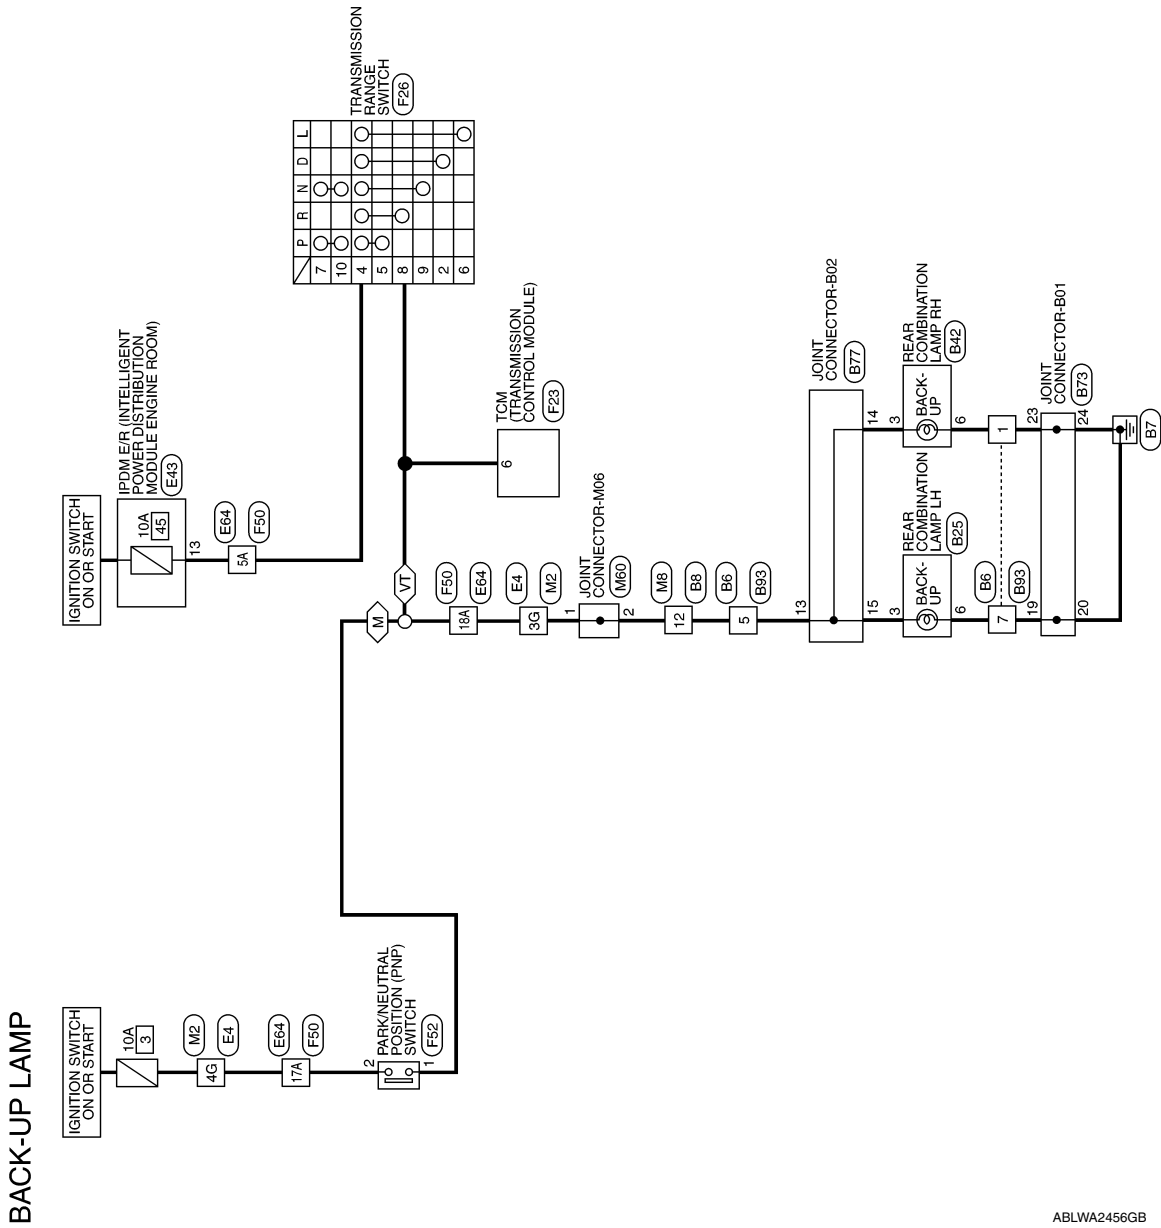 BACK-UP LAMP
IGNITION SWITCH
ON OR START
10A
3
M2
4G
E4
E64
17A
F50
2
PARK/NEUTRAL
POSITION (PNP)
SWITCH
F52
1
IGNITION SWITCH
ON OR START
IPDM E/R (INTELLIGENT
POWER DISTRIBUTION
MODULE ENGINE ROOM)
E43
10A
45
13
E64
5A
F50
TRANSMISSION
RANGE
SWITCH
F26
P R N D L
7
10
4
5
8
9
2
6
M
VT
TCM
(TRANSMISSION
CONTROL MODULE)
F23
6
F50
18A
E64
E4
3G
M2
JOINT
CONNECTOR-M06
M60
1
2
M8
12
B8
B6
5
B93
JOINT
CONNECTOR-B02
B77
13
15
14
REAR
COMBINATION
LAMP LH
B25
3
BACK-
UP
6
REAR
COMBINATION
LAMP RH
B42
3
BACK-
UP
6
B6
7
B93
1
JOINT
CONNECTOR-B01
B73
19
23
20
24
B7
ABLWA2456GB